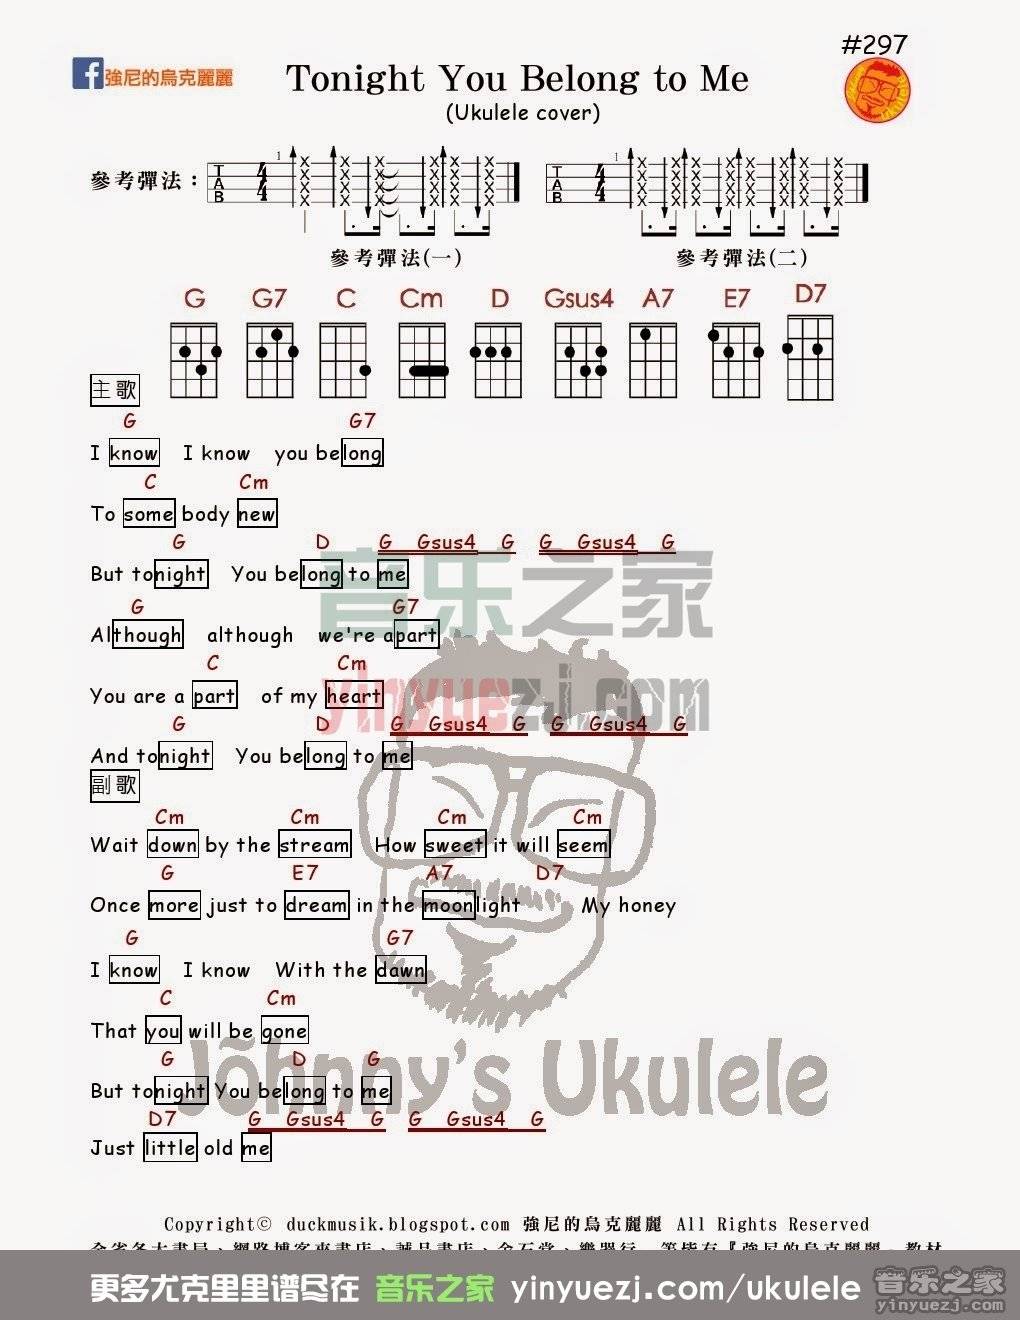 #297
強尼的烏克麗麗
Tonight You Belong to Me
(Ukulele cover)
參考彈法：
參考彈法(一) 參考彈法(二)
G G7 C Cm D Gsus4 A7 E7 D7
主歌
G G7
I know I know you belong
C Cm
To some body new
G D G Gsus4 G G Gsus4 G
But tonight You belong to me
G G7
Although although we're apart
C Cm
You are a part of my heart
G D G Gsus4 G G Gsus4 G
And tonight You belong to me
副歌
Cm Cm Cm Cm
Wait down by the stream How sweet it will seem
G E7 A7 D7
Once more just to dream in the moonlight My honey
G G7
I know I know With the dawn
C Cm
That you will be gone
G D G
But tonight You belong to me
D7 G Gsus4 G G Gsus4 G
Just little old me
音乐之家
yinyuezj.com
Jõhnny's Ukulele
Copyright© duckmusik.blogspot.com 強尼的烏克麗麗 All Rights Reserved
更多尤克里里谱尽在 音乐之家 yinyuezj.com/ukulele
音乐之家
yinyuezj.com